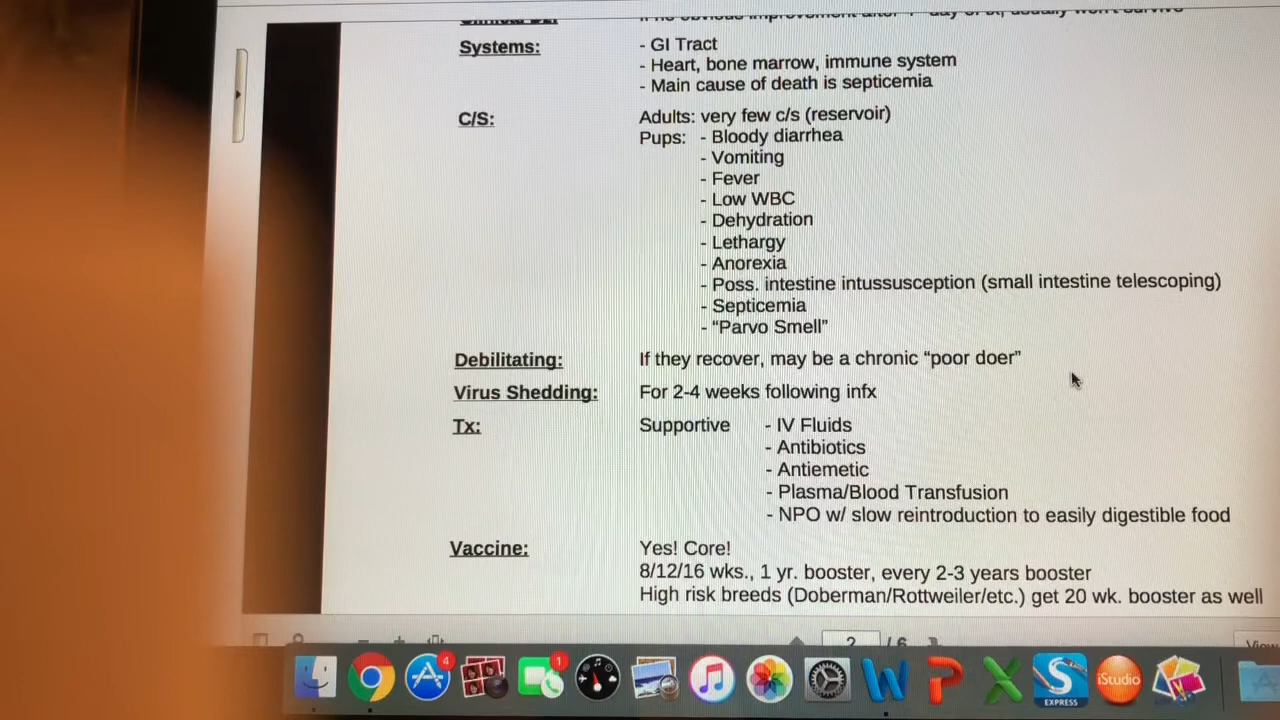 Systems: - GI Tract
- Heart, bone marrow, immune system
- Main cause of death is septicemia
C/S: Adults: very few c/s (reservoir)
Pups: - Bloody diarrhea
- Vomiting
- Fever
- Low WBC
- Dehydration
- Lethargy
- Anorexia
- Poss. intestine intussusception (small intestine telescoping)
- Septicemia
- “Parvo Smell”
Debilitating: If they recover, may be a chronic “poor doer”
Virus Shedding: For 2-4 weeks following infx
Tx: Supportive - IV Fluids
- Antibiotics
- Antiemetic
- Plasma/Blood Transfusion
- NPO w/ slow reintroduction to easily digestible food
Vaccine: Yes! Core!
8/12/16 wks., 1 yr. booster, every 2-3 years booster
High risk breeds (Doberman/Rottweiler/etc.) get 20 wk. booster as well
2 / 6
View
4
1
W P X S
EXPRESS
iStudio